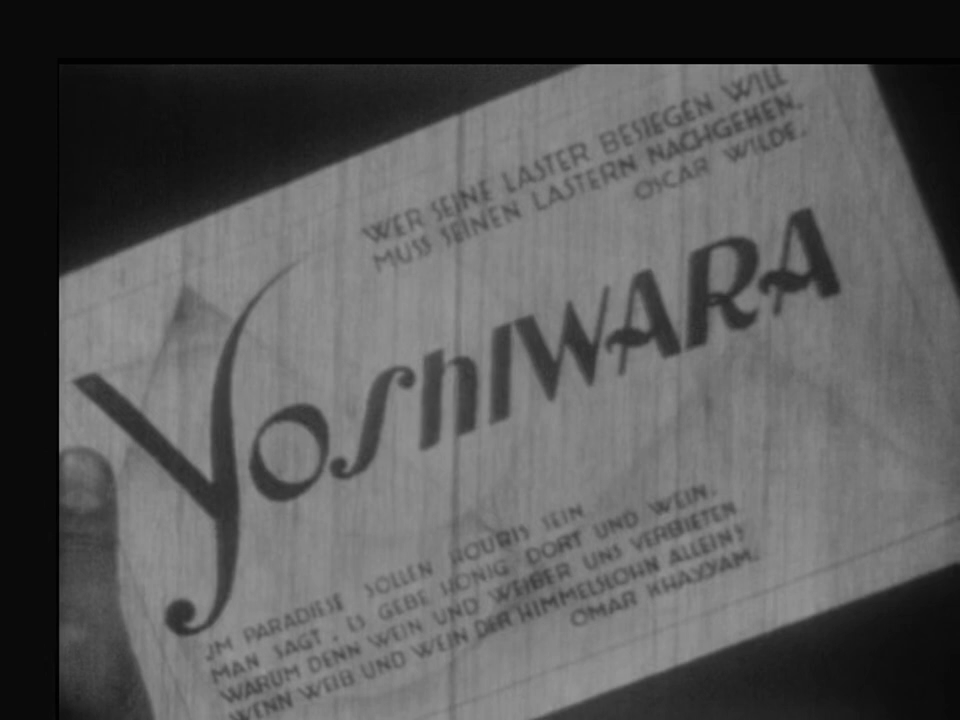 WER SEINE LASTER BESIEGEN WILL
MUSS SEINEN LASTERN NACHGEHEN.
OSCAR WILDE.
YOSHIWARA
IM PARADIESE SOLLEN HOURIS SEIN
MAN SAGT, ES GEBE HONIG DORT UND WEIN.
WARUM DENN WEIN UND WEIBER UNS VERBIETEN
WENN WEIB UND WEIN DER HIMMELSLOHN ALLEIN?
OMAR KHAYYAM.